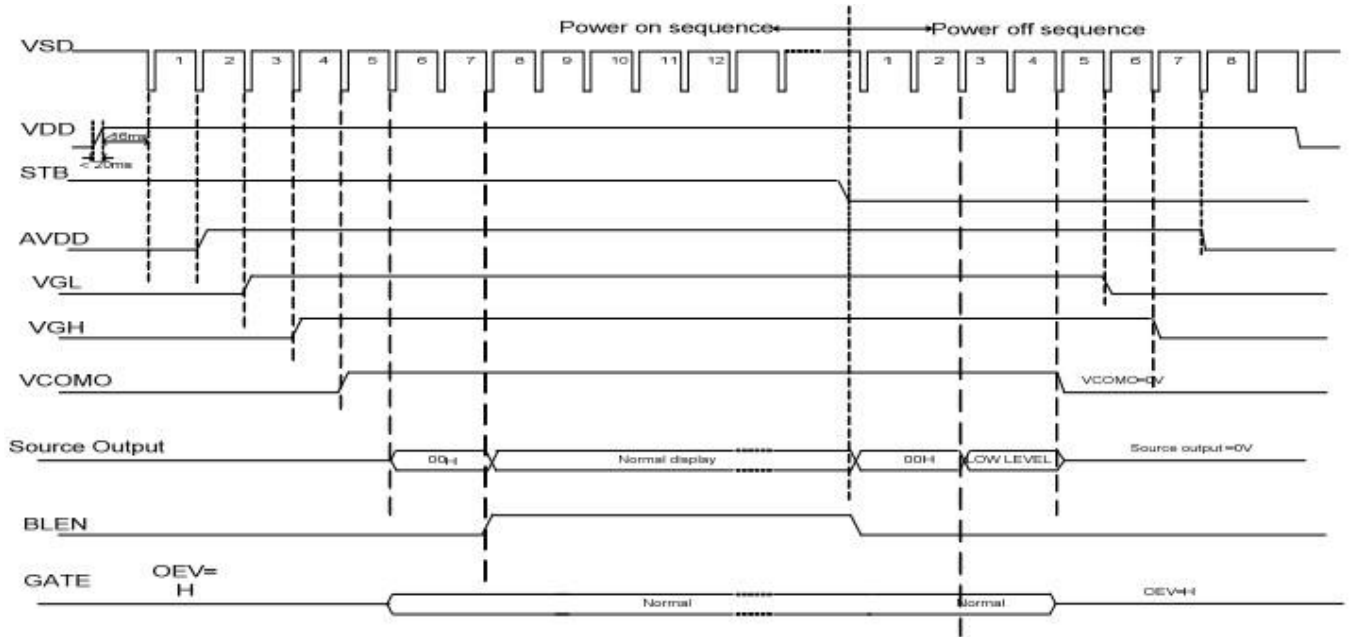 Power on sequence Power off sequence
VSD
1 2 3 4 5 6 7 8 9 10 11 12 1 2 3 4 5 6 7 8
VDD
<16ms
< 20ms
STB
AVDD
VGL
VGH
VCOMO
VCOMO=0V
Source Output
00H Normal display 00H LOW LEVEL Source output =0V
BLEN
GATE OEV=
H
Normal Normal OEV=H